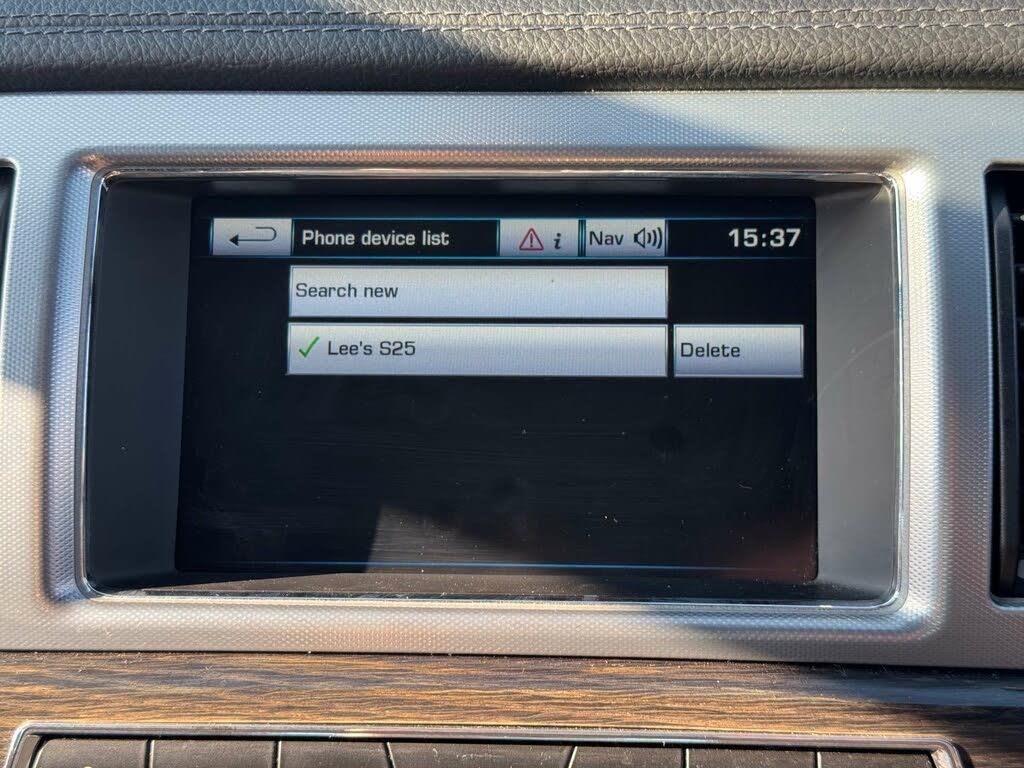 Phone device list
i
Nav
15:37
Search new
Lee's S25
Delete